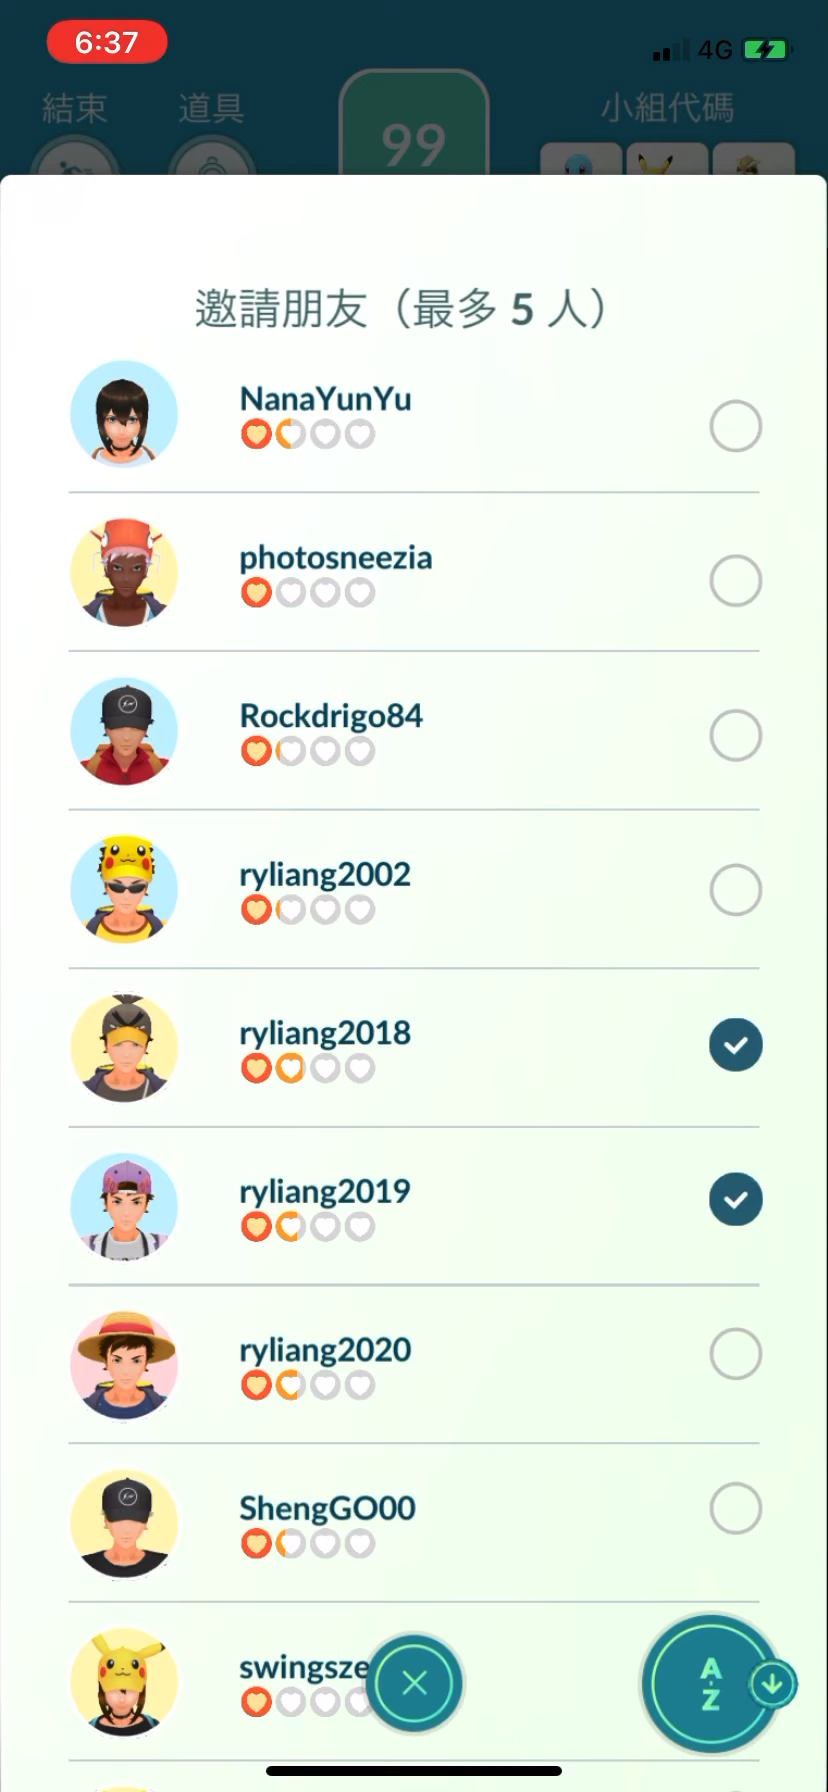 6:37
4G
結束
道具
99
小組代碼
邀請朋友（最多 5 人）
NanaYunYu
photosneezia
Rockdrigo84
ryliang2002
ryliang2018
ryliang2019
ryliang2020
ShengGO00
swingsze
A-Z